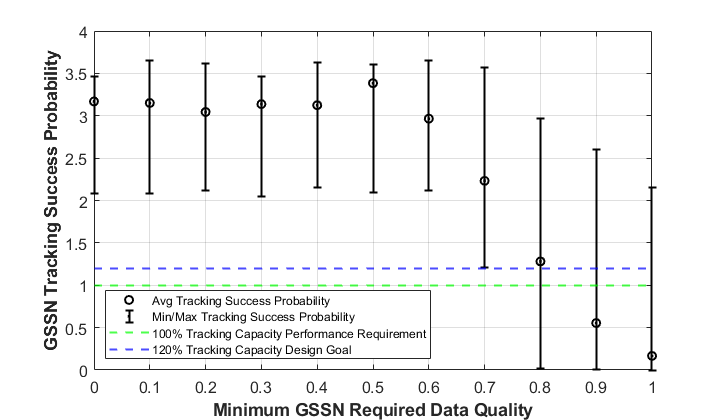 GSSN Tracking Success Probability
4
3.5
3
2.5
2
1.5
1
0.5
0
Avg Tracking Success Probability
Min/Max Tracking Success Probability
100% Tracking Capacity Performance Requirement
120% Tracking Capacity Design Goal
0 0.1 0.2 0.3 0.4 0.5 0.6 0.7 0.8 0.9 1
Minimum GSSN Required Data Quality